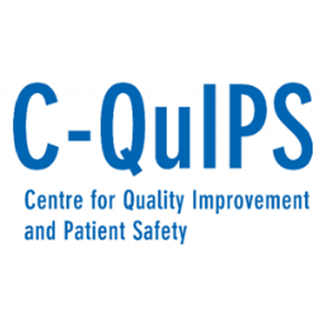 C-QuIPS
Centre for Quality Improvement
and Patient Safety